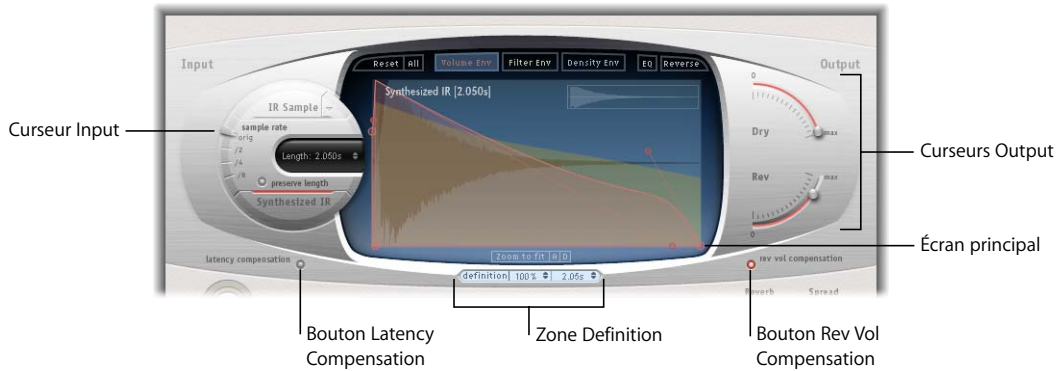 Input
Reset All Volume Env Filter Env Density Env EQ Reverse
Output
Synthesized IR [2.050s]
0
IR Sample
sample rate
orig
/2
/4
/8
Length: 2.050s
preserve length
Synthesized IR
Dry
max
Rev
max
0
Curseur Input
Curseurs Output
Écran principal
latency compensation
Zoom to fit A D
rev vol compensation
definition 100% 2.05s
Reverb Spread
Bouton Latency
Compensation
Zone Definition
Bouton Rev Vol
Compensation